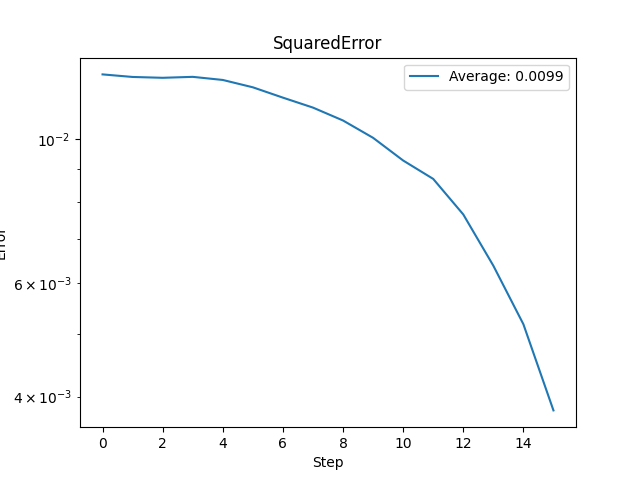 SquaredError
Average: 0.0099
10⁻²
6 × 10⁻³
4 × 10⁻³
Error
0 2 4 6 8 10 12 14
Step